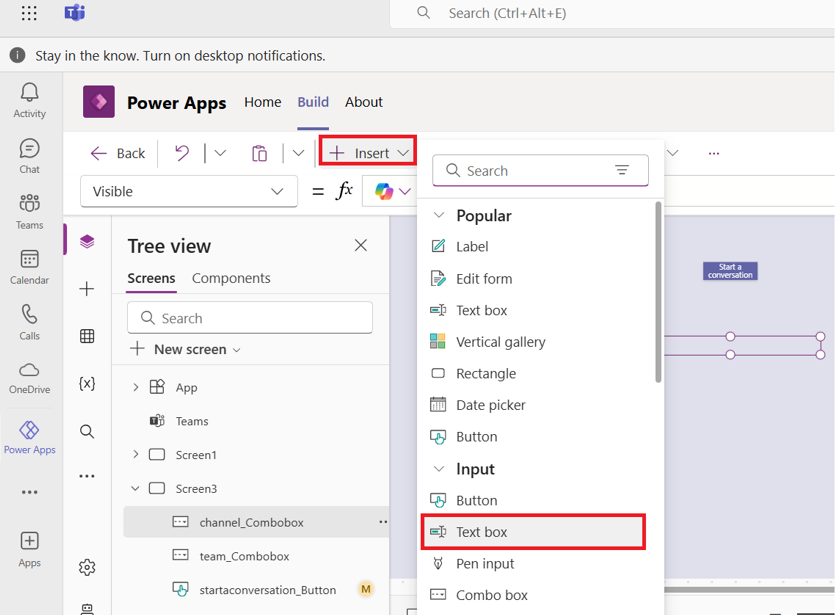 Search (Ctrl+Alt+E)
Stay in the know. Turn on desktop notifications.
Activity
Chat
Teams
Calendar
Calls
OneDrive
Power Apps
Apps
Power Apps Home Build About
Back
Insert
Visible
= fx
Tree view
Screens Components
Search
New screen
App
Teams
Screen1
Screen3
channel_Combobox
team_Combobox
startaconversation_Button M
Search
Popular
Label
Edit form
Text box
Vertical gallery
Rectangle
Date picker
Button
Input
Button
Text box
Pen input
Combo box
Start a
conversation